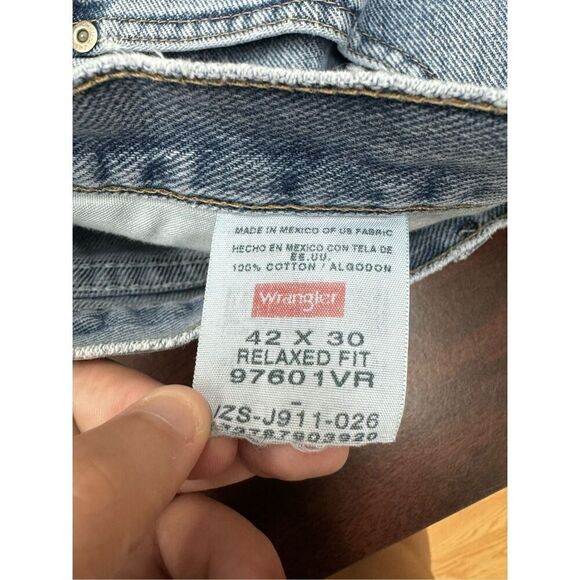 MADE IN MEXICO OF US FABRIC
HECHO EN MEXICO CON TELA DE
EE.UU.
100% COTTON / ALGODON
Wrangler
42 X 30
RELAXED FIT
97601VR
-
/ZS-J911-026